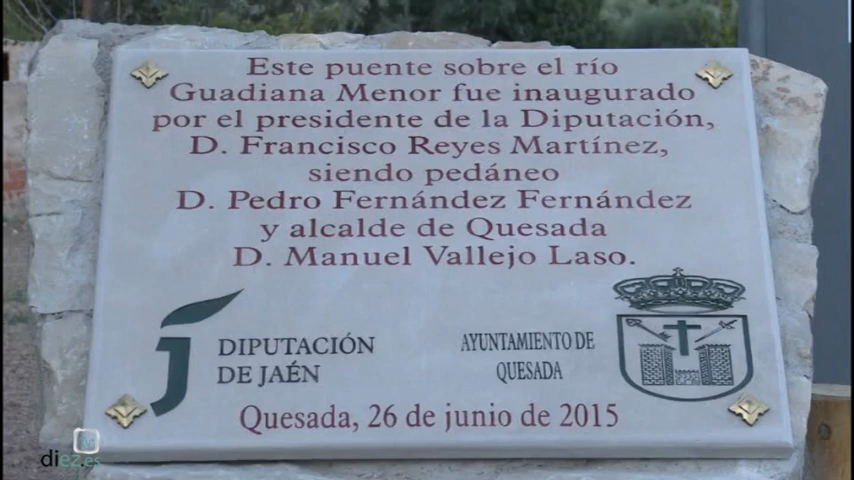 Este puente sobre el río
Guadiana Menor fue inaugurado
por el presidente de la Diputación,
D. Francisco Reyes Martínez,
siendo pedáneo
D. Pedro Fernández Fernández
y alcalde de Quesada
D. Manuel Vallejo Laso.
DIPUTACIÓN
DE JAÉN
AYUNTAMIENTO DE
QUESADA
Quesada, 26 de junio de 2015
diez.es